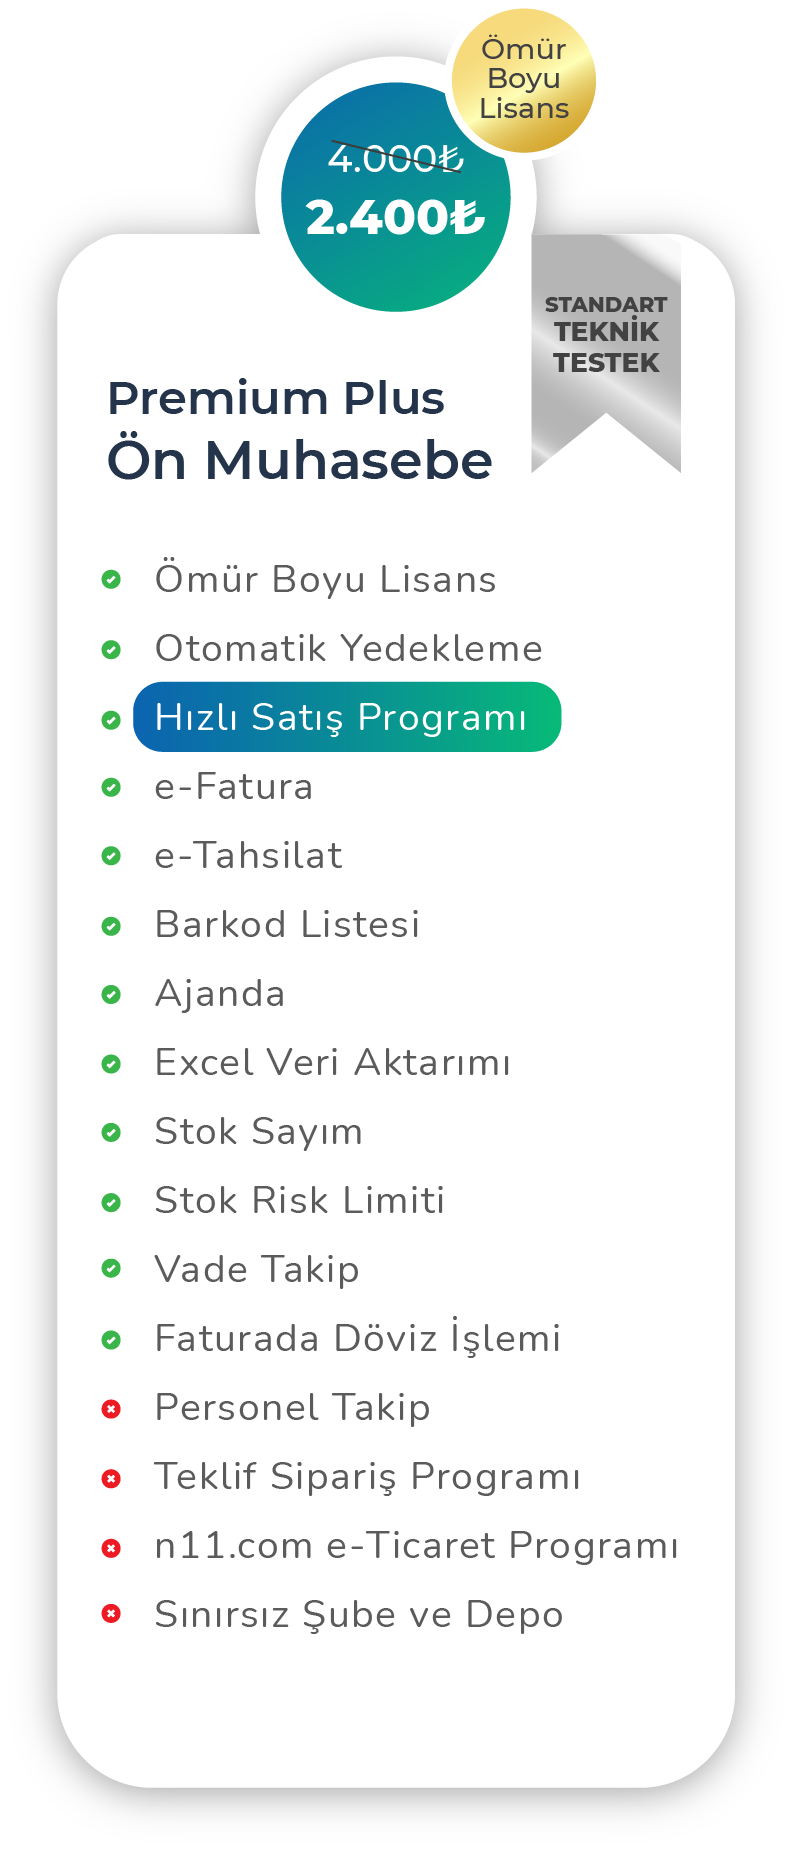 Ömür
Boyu
Lisans
4.000₺
2.400₺
STANDART
TEKNİK
TESTEK
Premium Plus
Ön Muhasebe
Ömür Boyu Lisans
Otomatik Yedekleme
Hızlı Satış Programı
e-Fatura
e-Tahsilat
Barkod Listesi
Ajanda
Excel Veri Aktarımı
Stok Sayım
Stok Risk Limiti
Vade Takip
Faturada Döviz İşlemi
Personel Takip
Teklif Sipariş Programı
n11.com e-Ticaret Programı
Sınırsız Şube ve Depo